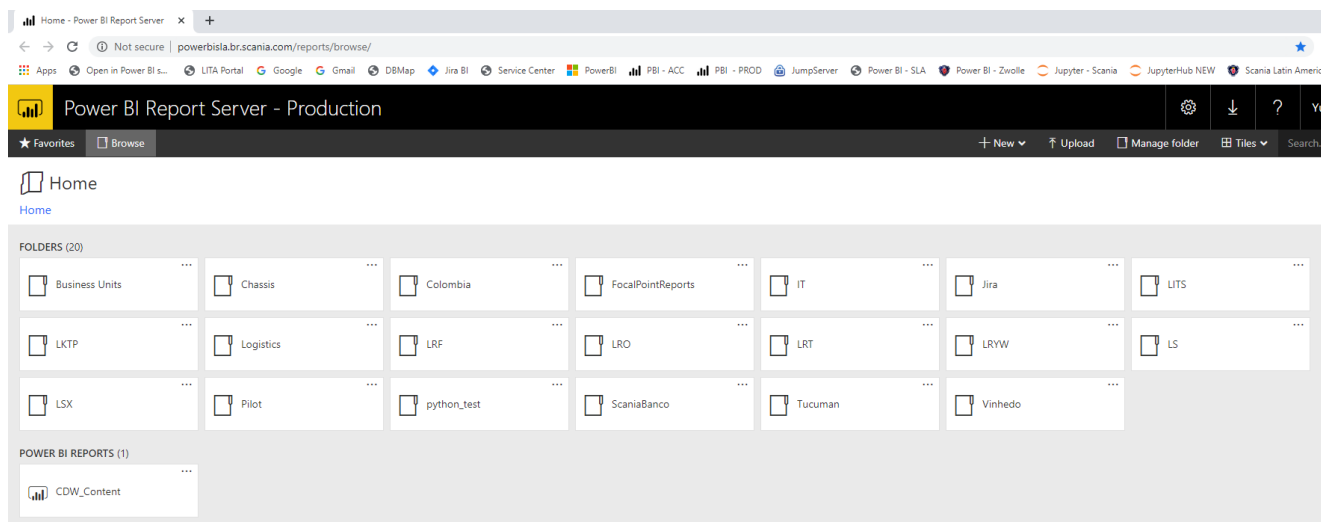 Home - Power BI Report Server
Not secure | powerbisla.br.scania.com/reports/browse/
Apps Open in Power BI s... LITA Portal Google Gmail DBMap Jira BI Service Center PowerBI PBI - ACC PBI - PROD JumpServer Power BI - SLA Power BI - Zwolle Jupyter - Scania JupyterHub NEW Scania Latin Americ
Power BI Report Server - Production
?
Favorites Browse New Upload Manage folder Tiles Search.
Home
Home
FOLDERS (20)
Business Units Chassis Colombia FocalPointReports IT Jira LITS
LKTP Logistics LRF LRO LRT LRYW LS
LSX Pilot python_test ScaniaBanco Tucuman Vinhedo
POWER BI REPORTS (1)
CDW_Content